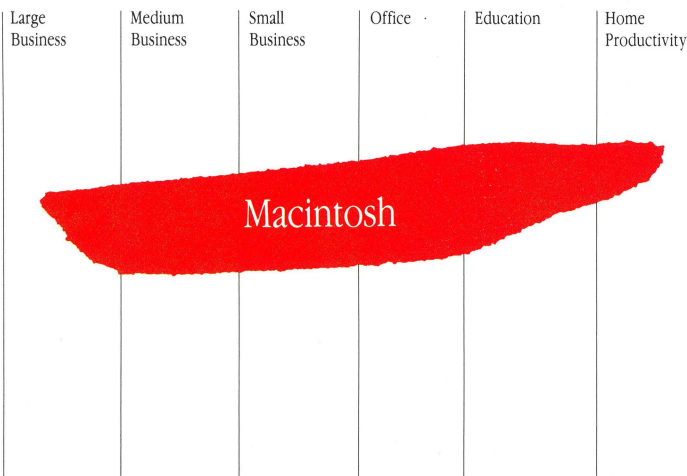 Large Business
Medium Business
Small Business
Office
Education
Home Productivity
Macintosh